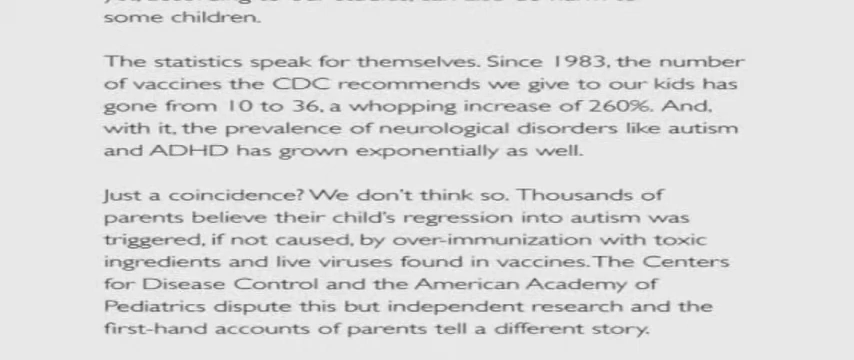 some children.
The statistics speak for themselves. Since 1983, the number
of vaccines the CDC recommends we give to our kids has
gone from 10 to 36, a whopping increase of 260%. And,
with it, the prevalence of neurological disorders like autism
and ADHD has grown exponentially as well.
Just a coincidence? We don't think so. Thousands of
parents believe their child's regression into autism was
triggered, if not caused, by over-immunization with toxic
ingredients and live viruses found in vaccines. The Centers
for Disease Control and the American Academy of
Pediatrics dispute this but independent research and the
first-hand accounts of parents tell a different story.